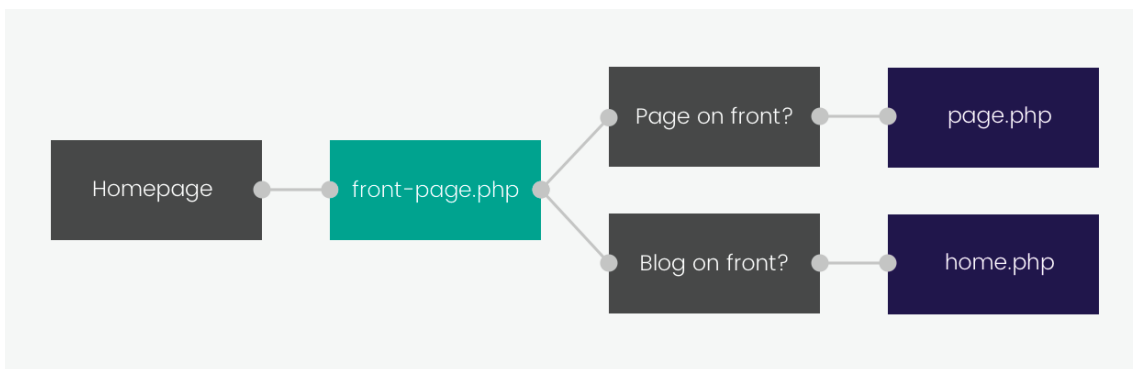 Homepage
front-page.php
Page on front?
page.php
Blog on front?
home.php